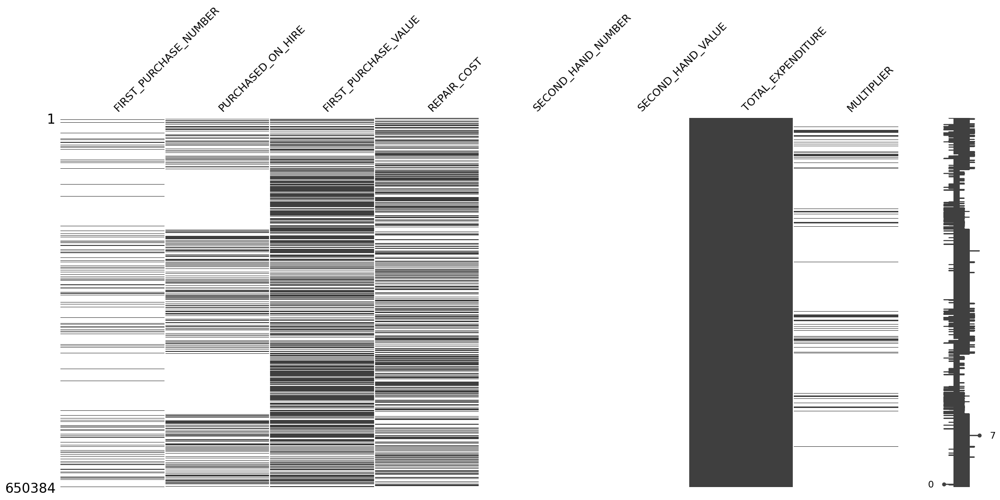 FIRST_PURCHASE_NUMBER
PURCHASED_ON_HIRE
FIRST_PURCHASE_VALUE
REPAIR_COST
SECOND_HAND_NUMBER
SECOND_HAND_VALUE
TOTAL_EXPENDITURE
MULTIPLIER
1
7
0
650384